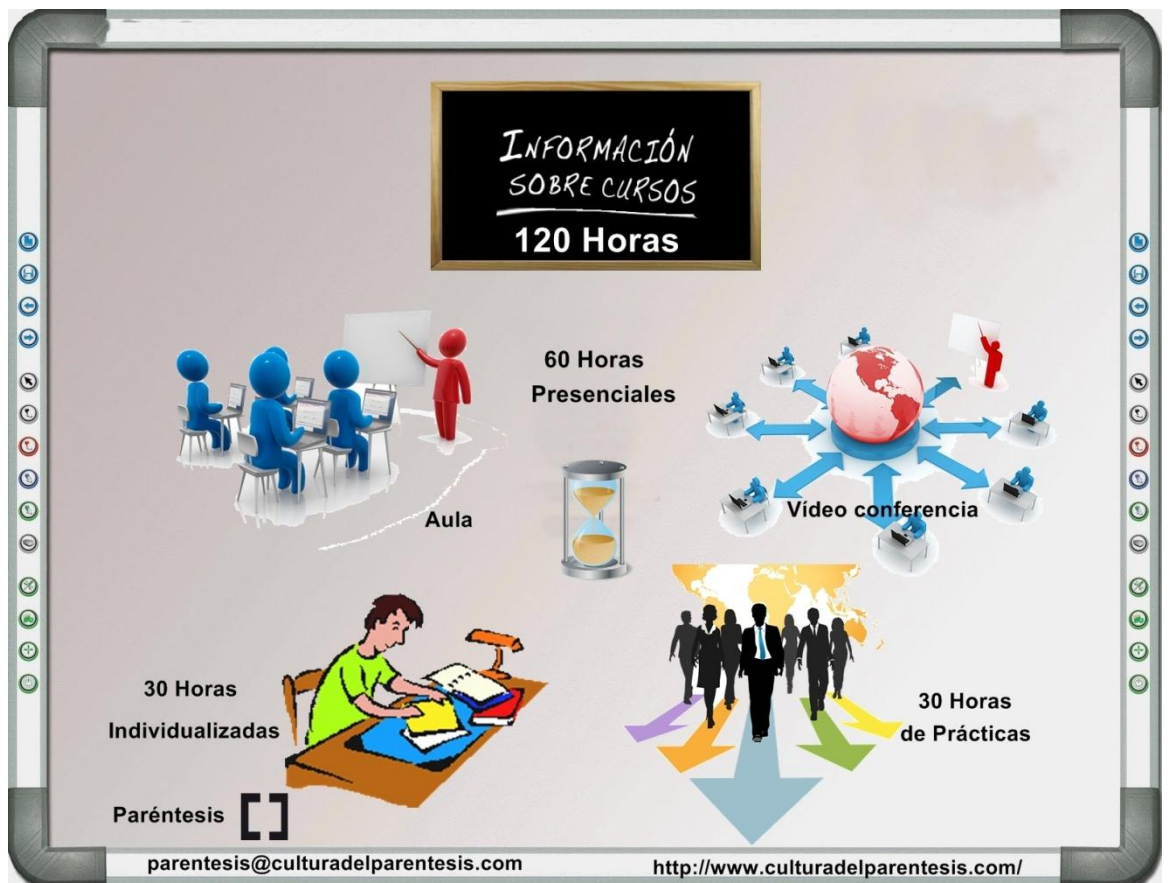 INFORMACIÓN
SOBRE CURSOS
120 Horas
60 Horas
Presenciales
Aula
Vídeo conferencia
30 Horas
Individualizadas
30 Horas
de Prácticas
Paréntesis []
parentesis@culturadelparentesis.com
http://www.culturadelparentesis.com/